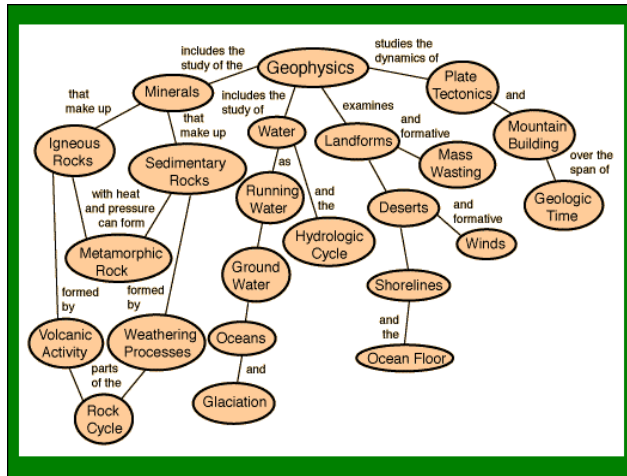 includes the
study of the
Geophysics
studies the
dynamics of
Plate
Tectonics
and
Mountain
Building
over the
span of
Geologic
Time
Minerals
that
make up
Igneous
Rocks
that
make up
Sedimentary
Rocks
with heat
and pressure
can form
Metamorphic
Rock
formed
by
formed
by
Volcanic
Activity
Weathering
Processes
parts
of the
Rock
Cycle
includes the
study of
Water
as
Running
Water
and
the
Hydrologic
Cycle
Ground
Water
Oceans
and
Glaciation
examines
Landforms
and
formative
Mass
Wasting
Deserts
and
formative
Winds
Shorelines
and
the
Ocean Floor